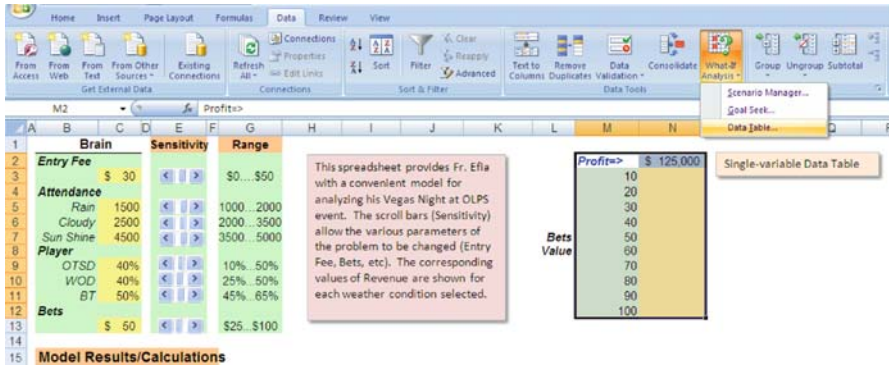 Home Insert Page Layout Formulas Data Review View
From Access
From Web
From Text
From Other Sources
Existing Connections
Get External Data
Refresh All
Connections
Properties
Edit Links
Connections
Sort
Filter
Clear
Reapply
Advanced
Sort & Filter
Text to Columns
Remove Duplicates
Data Validation
Consolidate
What-If Analysis
Data Tools
Group
Ungroup
Subtotal
Scenario Manager...
Goal Seek...
Data Table...
M2 fx Profit=>
A B C D E F G H I J K L M N Q
1 Brain Sensitivity Range
2 Entry Fee Profit=> $ 125,000
3 $ 30 $0....$50 10
4 Attendance 20
5 Rain 1500 1000...2000 30
6 Cloudy 2500 2000...3500 40
7 Sun Shine 4500 3500...5000 Bets 50
8 Player Value 60
9 OTSD 40% 10%...50% 70
10 WOD 40% 25%...50% 80
11 BT 50% 45%...65% 90
12 Bets 100
13 $ 50 $25...$100
14
15 Model Results/Calculations
This spreadsheet provides Fr. Efia
with a convenient model for
analyzing his Vegas Night at OLPS
event. The scroll bars (Sensitivity)
allow the various parameters of
the problem to be changed (Entry
Fee, Bets, etc). The corresponding
values of Revenue are shown for
each weather condition selected.
Single-variable Data Table